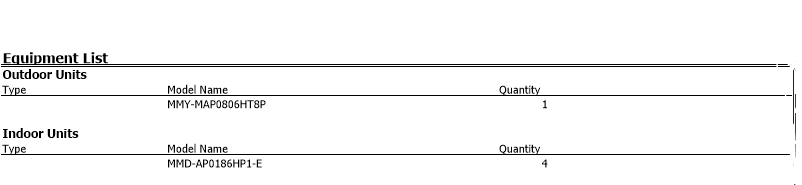 Equipment List
Outdoor Units
Type Model Name Quantity
MMY-MAP0806HT8P 1
Indoor Units
Type Model Name Quantity
MMD-AP0186HP1-E 4